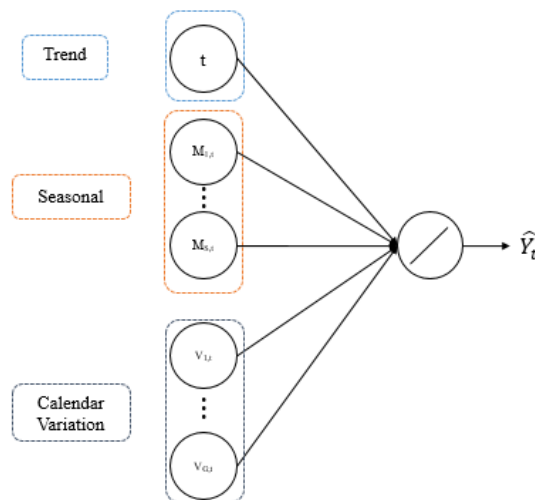 Trend
t
Seasonal
M1,t
MS,t
Ŷt
Calendar
Variation
V1,t
VG,t